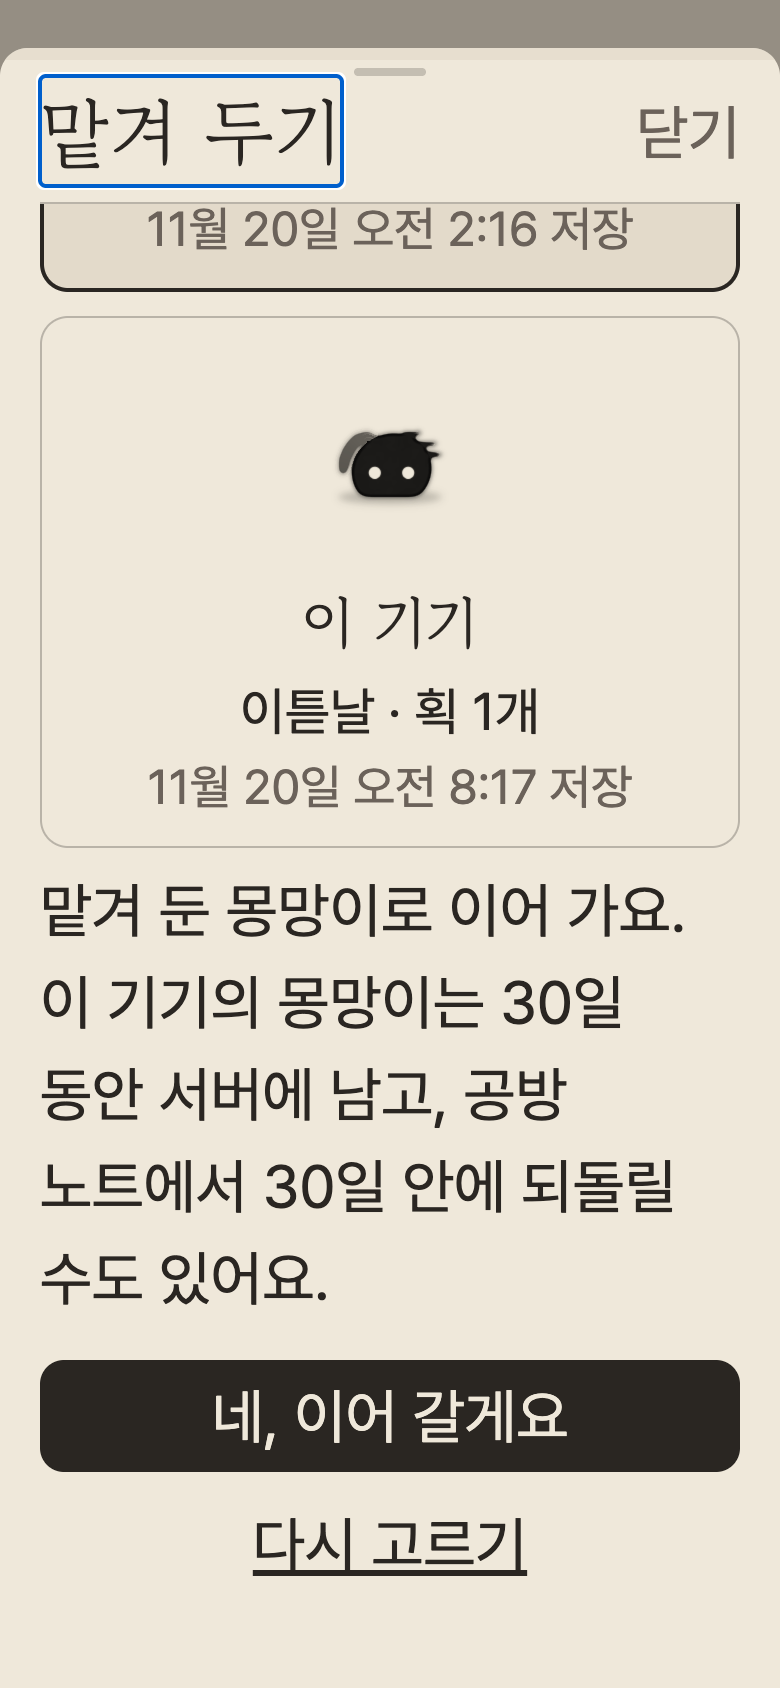 맡겨 두기
닫기
11월 20일 오전 2:16 저장
이 기기
이튿날 · 획 1개
11월 20일 오전 8:17 저장
맡겨 둔 몽망이로 이어 가요.
이 기기의 몽망이는 30일
동안 서버에 남고, 공방
노트에서 30일 안에 되돌릴
수도 있어요.
네, 이어 갈게요
다시 고르기